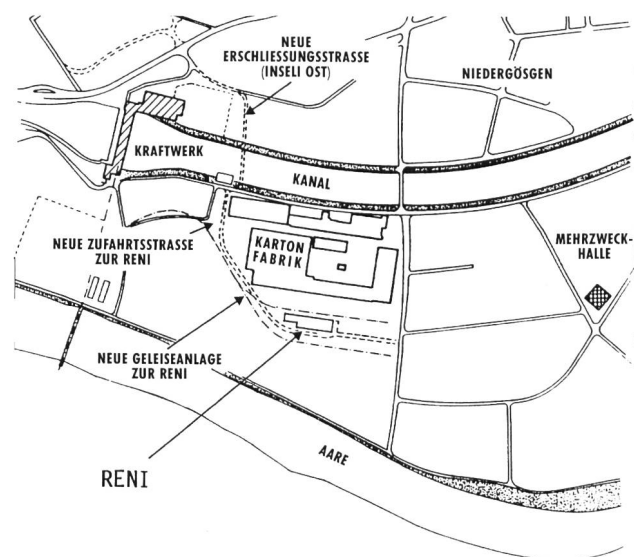 NEUE
ERSCHLIESSUNGSSTRASSE
(INSELI OST)
NIEDERGÖSGEN
KRAFTWERK
KANAL
NEUE ZUFAHRTSSTRASSE
ZUR RENI
KARTON
FABRIK
MEHRZWECK-
HALLE
NEUE GELEISEANLAGE
ZUR RENI
AARE
RENI